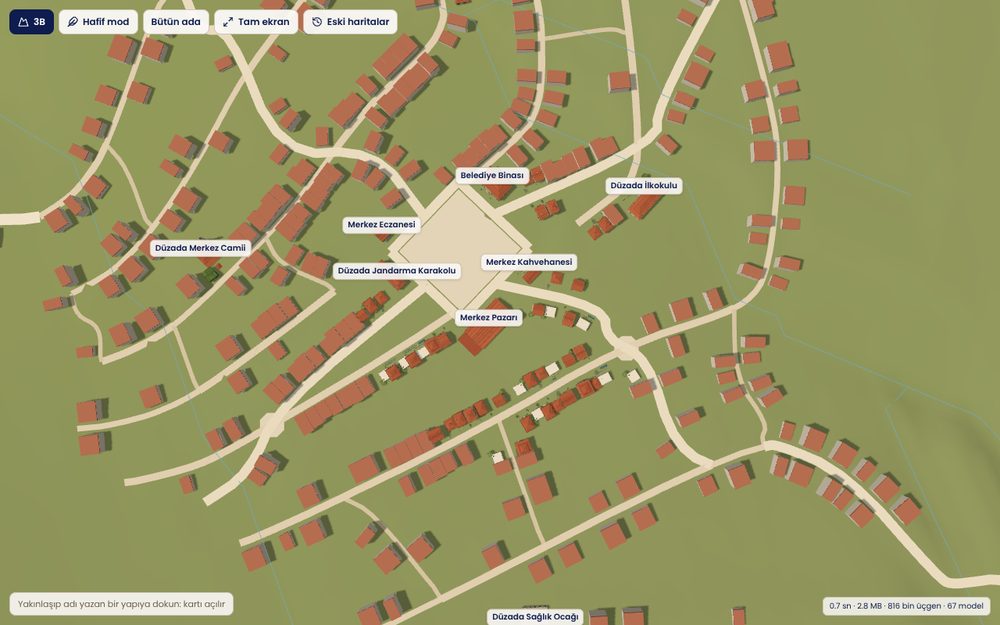 3B
Hafif mod
Bütün ada
Tam ekran
Eski haritalar
Belediye Binası
Düzada İlkokulu
Merkez Eczanesi
Düzada Merkez Camii
Merkez Kahvehanesi
Düzada Jandarma Karakolu
Merkez Pazarı
Yakınlaşıp adı yazan bir yapıya dokun: kartı açılır
0.7 sn · 2.8 MB · 816 bin üçgen · 67 model
Düzada Sağlık Ocağı